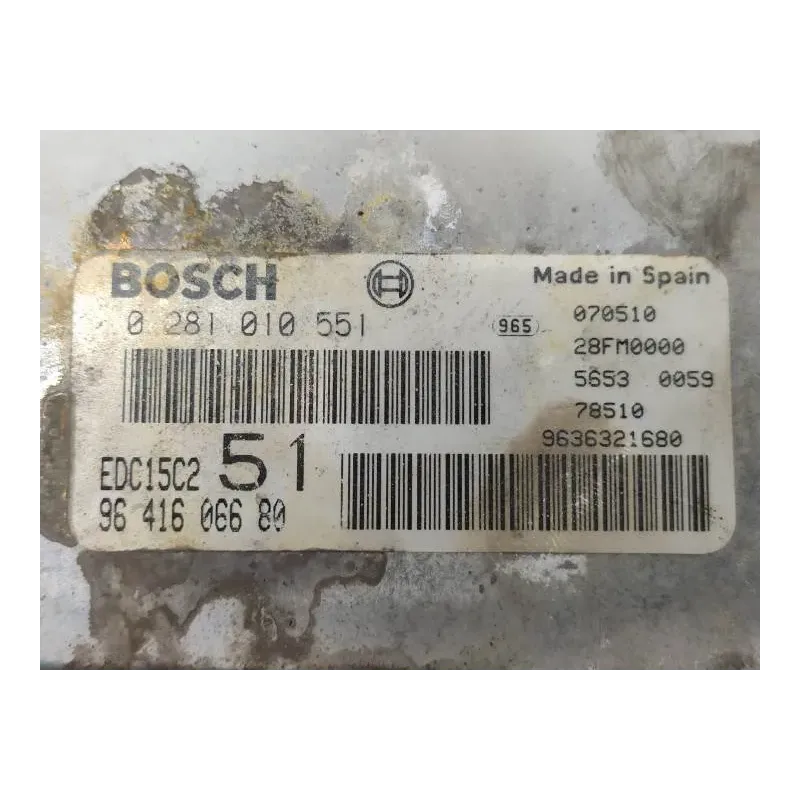 BOSCH
0 281 010 551
EDC15C2 51
96 416 066 80
Made in Spain
965
070510
28FM0000
5653 0059
78510
9636321680